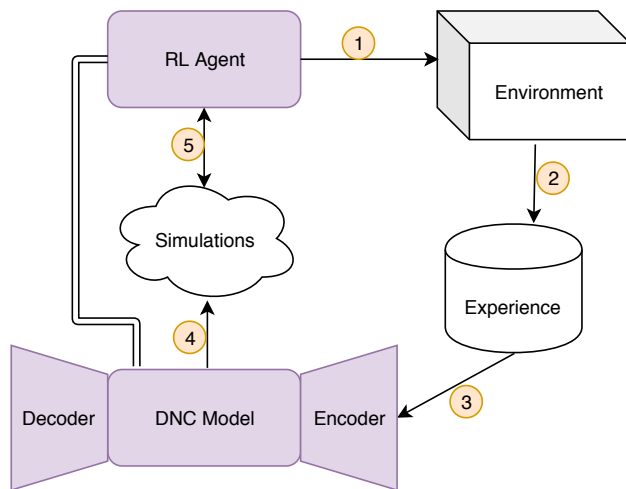 RL Agent
1
Environment
5
2
Simulations
Experience
4
3
Decoder
DNC Model
Encoder